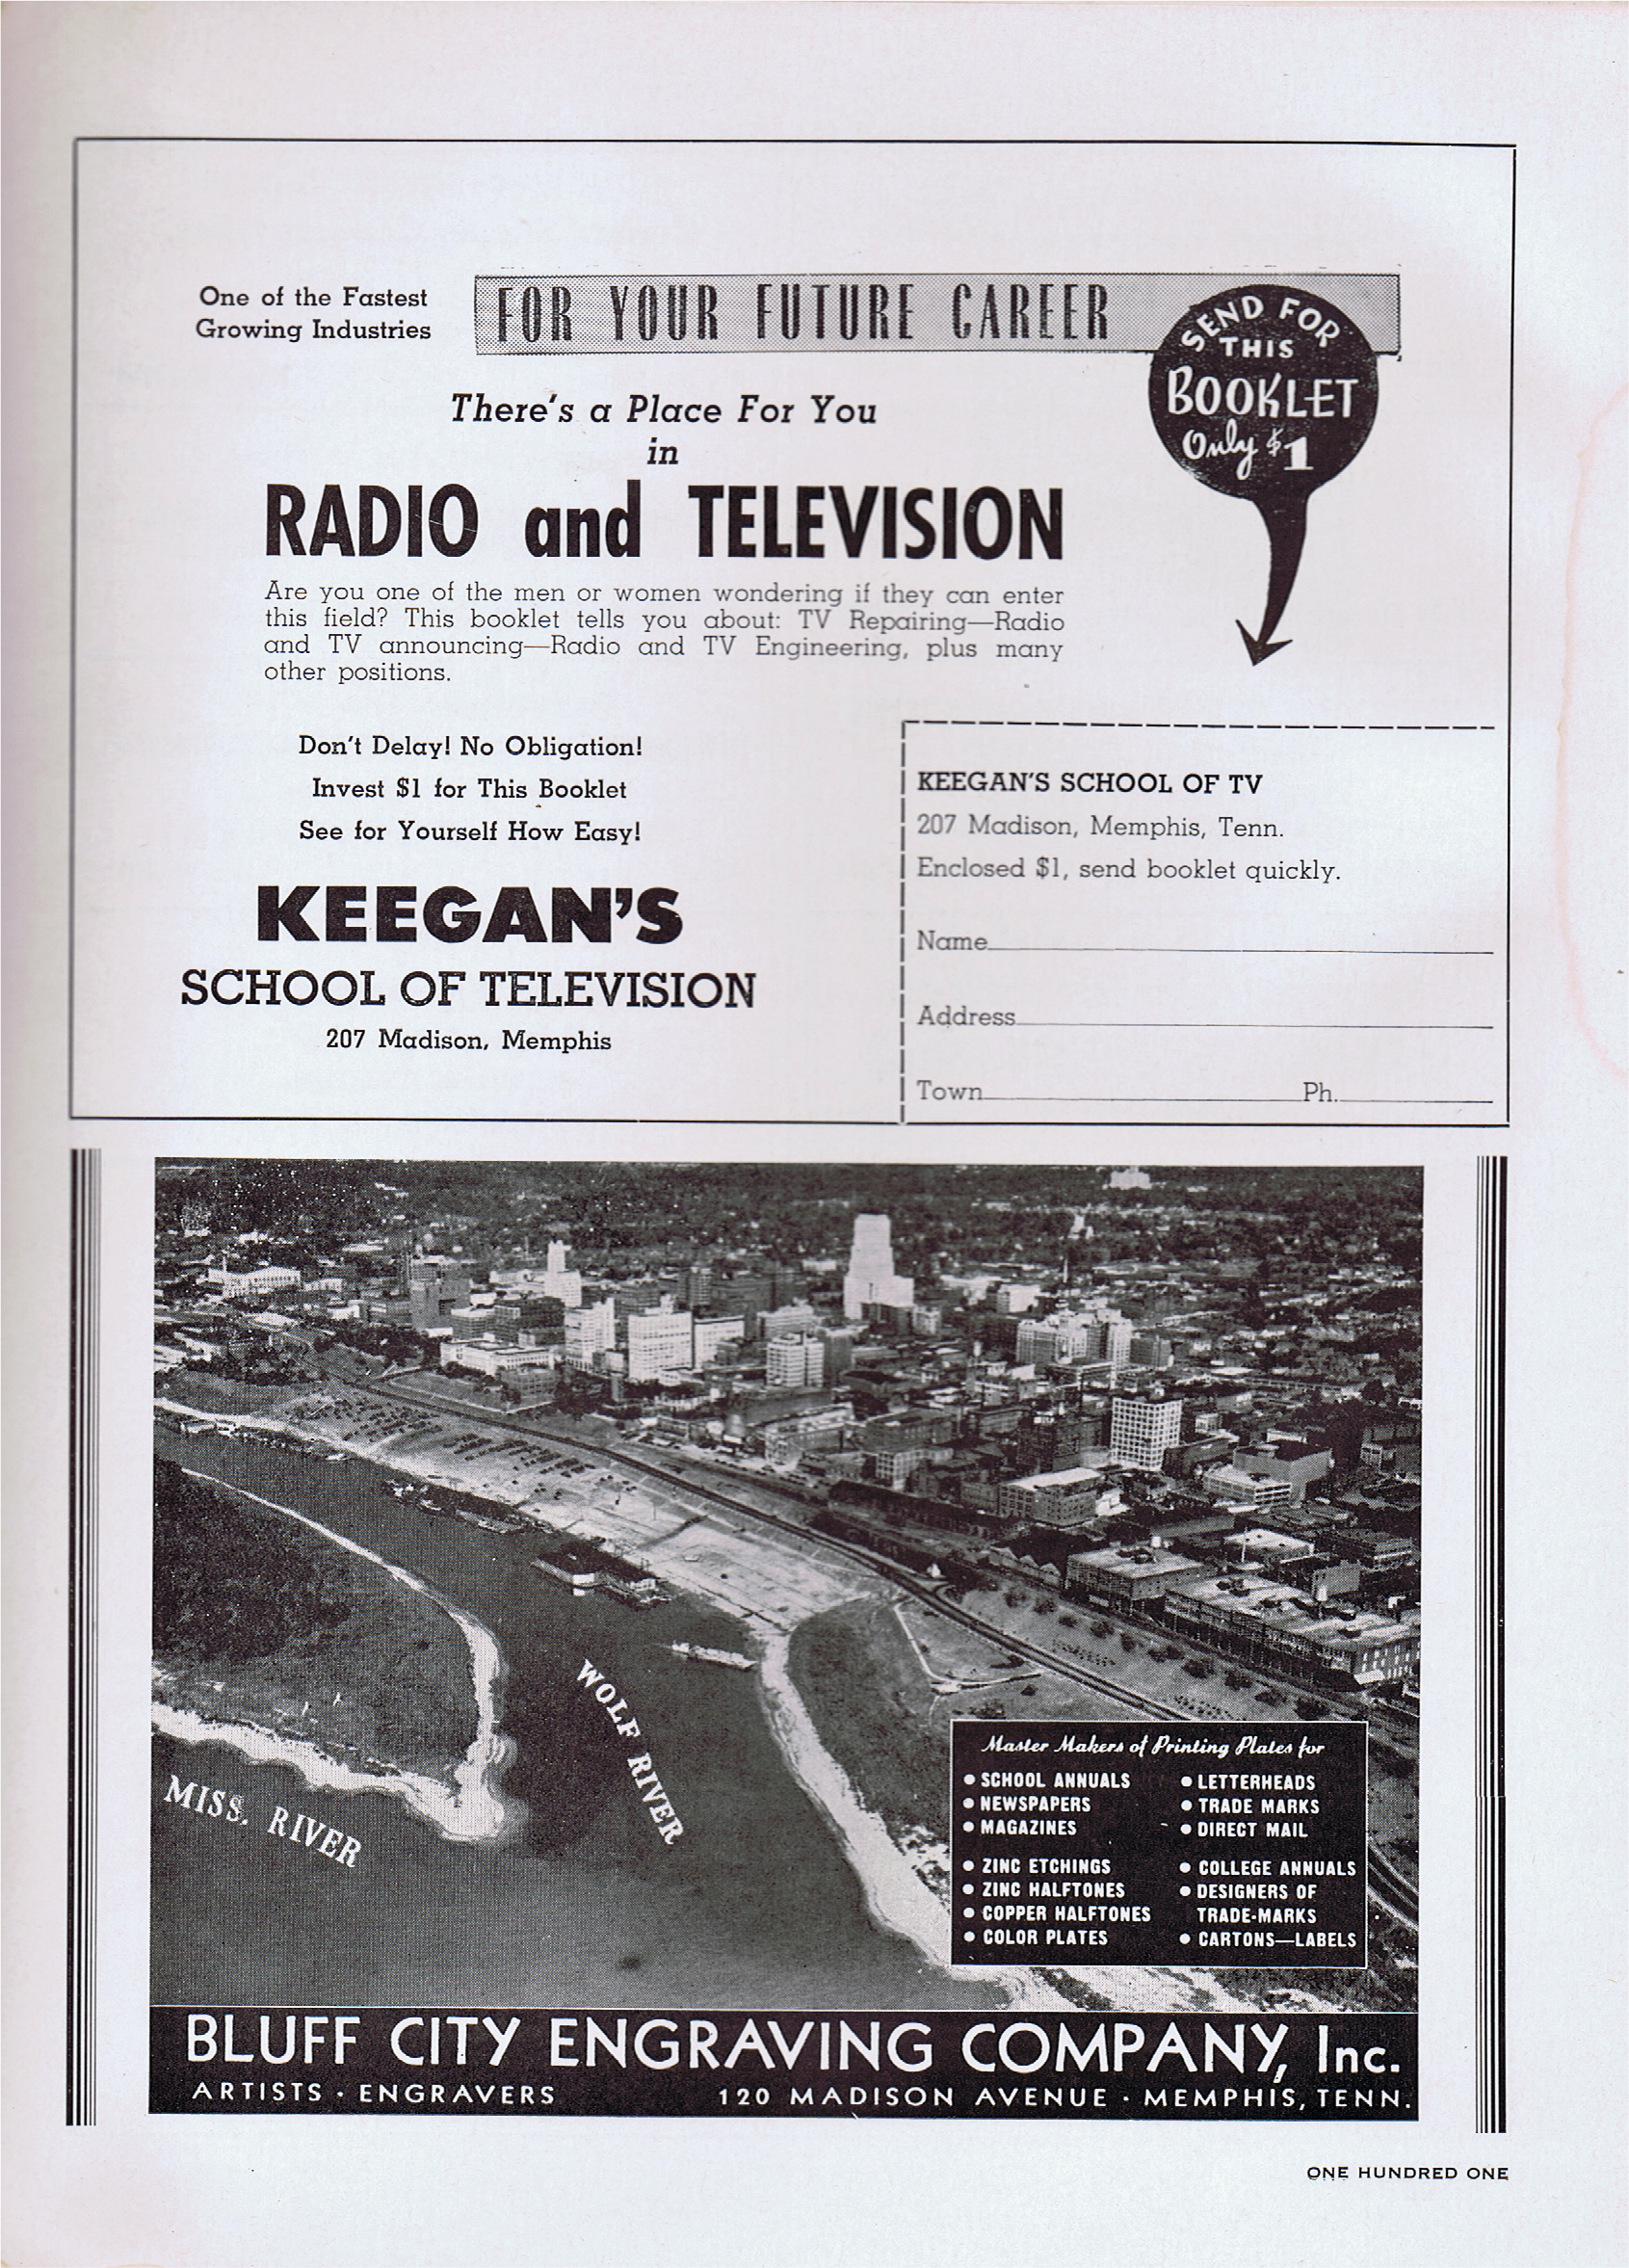 One of the Fastest
Growing Industries
FOR YOUR FUTURE CAREER
SEND FOR
THIS
BOOKLET
Only $1
There's a Place For You
in
RADIO and TELEVISION
Are you one of the men or women wondering if they can enter
this field? This booklet tells you about: TV Repairing—Radio
and TV announcing—Radio and TV Engineering, plus many
other positions.
Don't Delay! No Obligation!
Invest $1 for This Booklet
See for Yourself How Easy!
KEEGAN'S
SCHOOL OF TELEVISION
207 Madison, Memphis
KEEGAN'S SCHOOL OF TV
207 Madison, Memphis, Tenn.
Enclosed $1, send booklet quickly.
Name
Address
Town Ph.
WOLF RIVER
MISS. RIVER
Master Makers of Printing Plates for
• SCHOOL ANNUALS
• NEWSPAPERS
• MAGAZINES
• ZINC ETCHINGS
• ZINC HALFTONES
• COPPER HALFTONES
• COLOR PLATES
• LETTERHEADS
• TRADE MARKS
• DIRECT MAIL
• COLLEGE ANNUALS
• DESIGNERS OF
TRADE-MARKS
• CARTONS—LABELS
BLUFF CITY ENGRAVING COMPANY, Inc.
ARTISTS · ENGRAVERS 120 MADISON AVENUE · MEMPHIS, TENN.
ONE HUNDRED ONE